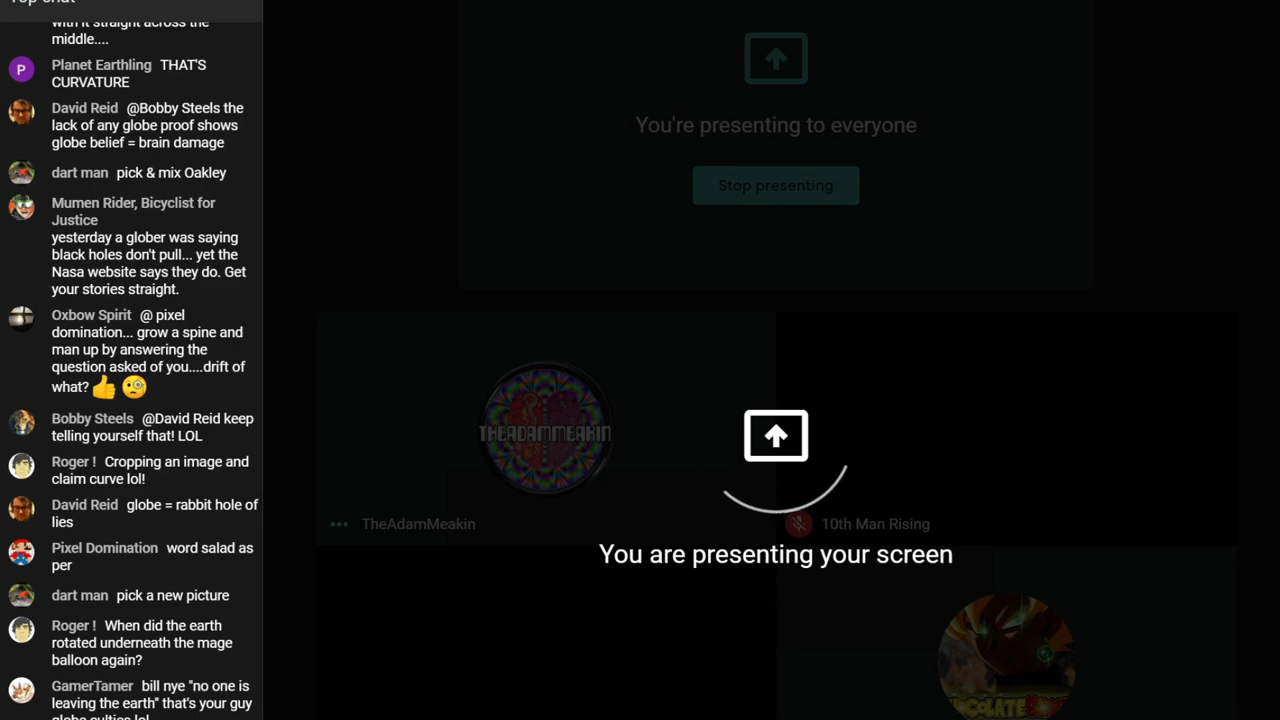 Top chat
with it straight across the
middle....
Planet Earthling THAT'S
CURVATURE
David Reid @Bobby Steels the
lack of any globe proof shows
globe belief = brain damage
dart man pick & mix Oakley
Mumen Rider, Bicyclist for
Justice
yesterday a glober was saying
black holes don't pull... yet the
Nasa website says they do. Get
your stories straight.
Oxbow Spirit @ pixel
domination... grow a spine and
man up by answering the
question asked of you....drift of
what?👍🧐
Bobby Steels @David Reid keep
telling yourself that! LOL
Roger ! Cropping an image and
claim curve lol!
David Reid globe = rabbit hole of
lies
Pixel Domination word salad as
per
dart man pick a new picture
Roger ! When did the earth
rotated underneath the mage
balloon again?
GamerTamer bill nye "no one is
leaving the earth" that's your guy
globe culties lol
P
You're presenting to everyone
Stop presenting
THEADAMMEAKIN
TheAdamMeakin
10th Man Rising
You are presenting your screen